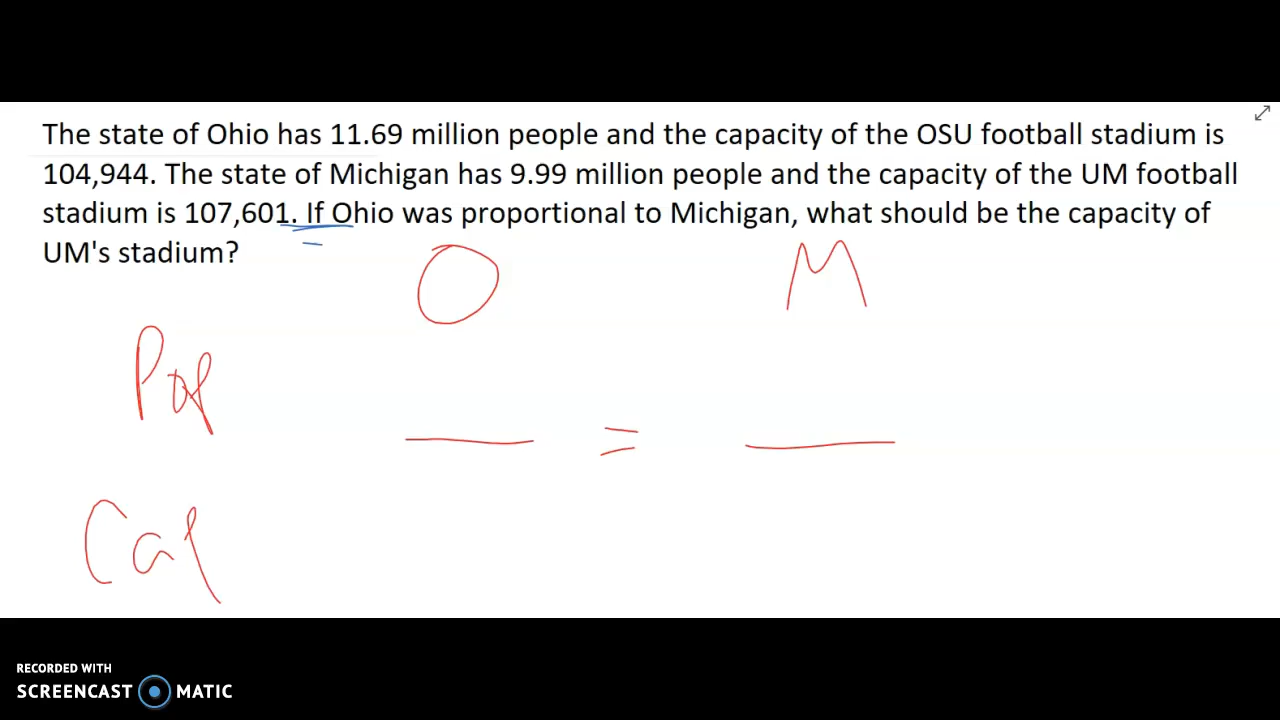 The state of Ohio has 11.69 million people and the capacity of the OSU football stadium is
104,944. The state of Michigan has 9.99 million people and the capacity of the UM football
stadium is 107,601. If Ohio was proportional to Michigan, what should be the capacity of
UM's stadium?
O M
Pop
=
Cap
RECORDED WITH
SCREENCAST MATIC